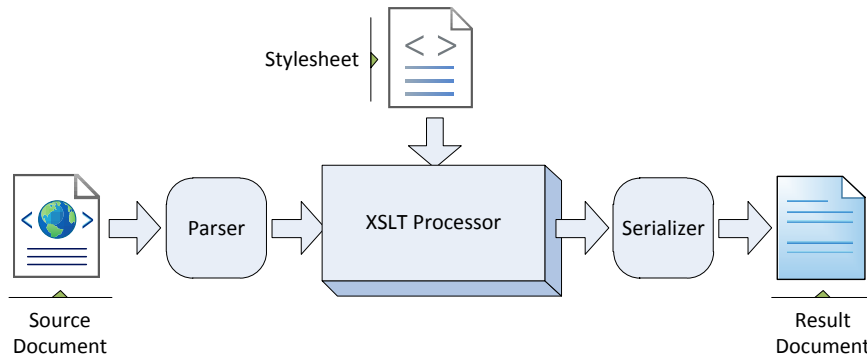 Stylesheet
< >
< >
Parser
XSLT Processor
Serializer
Source
Document
Result
Document